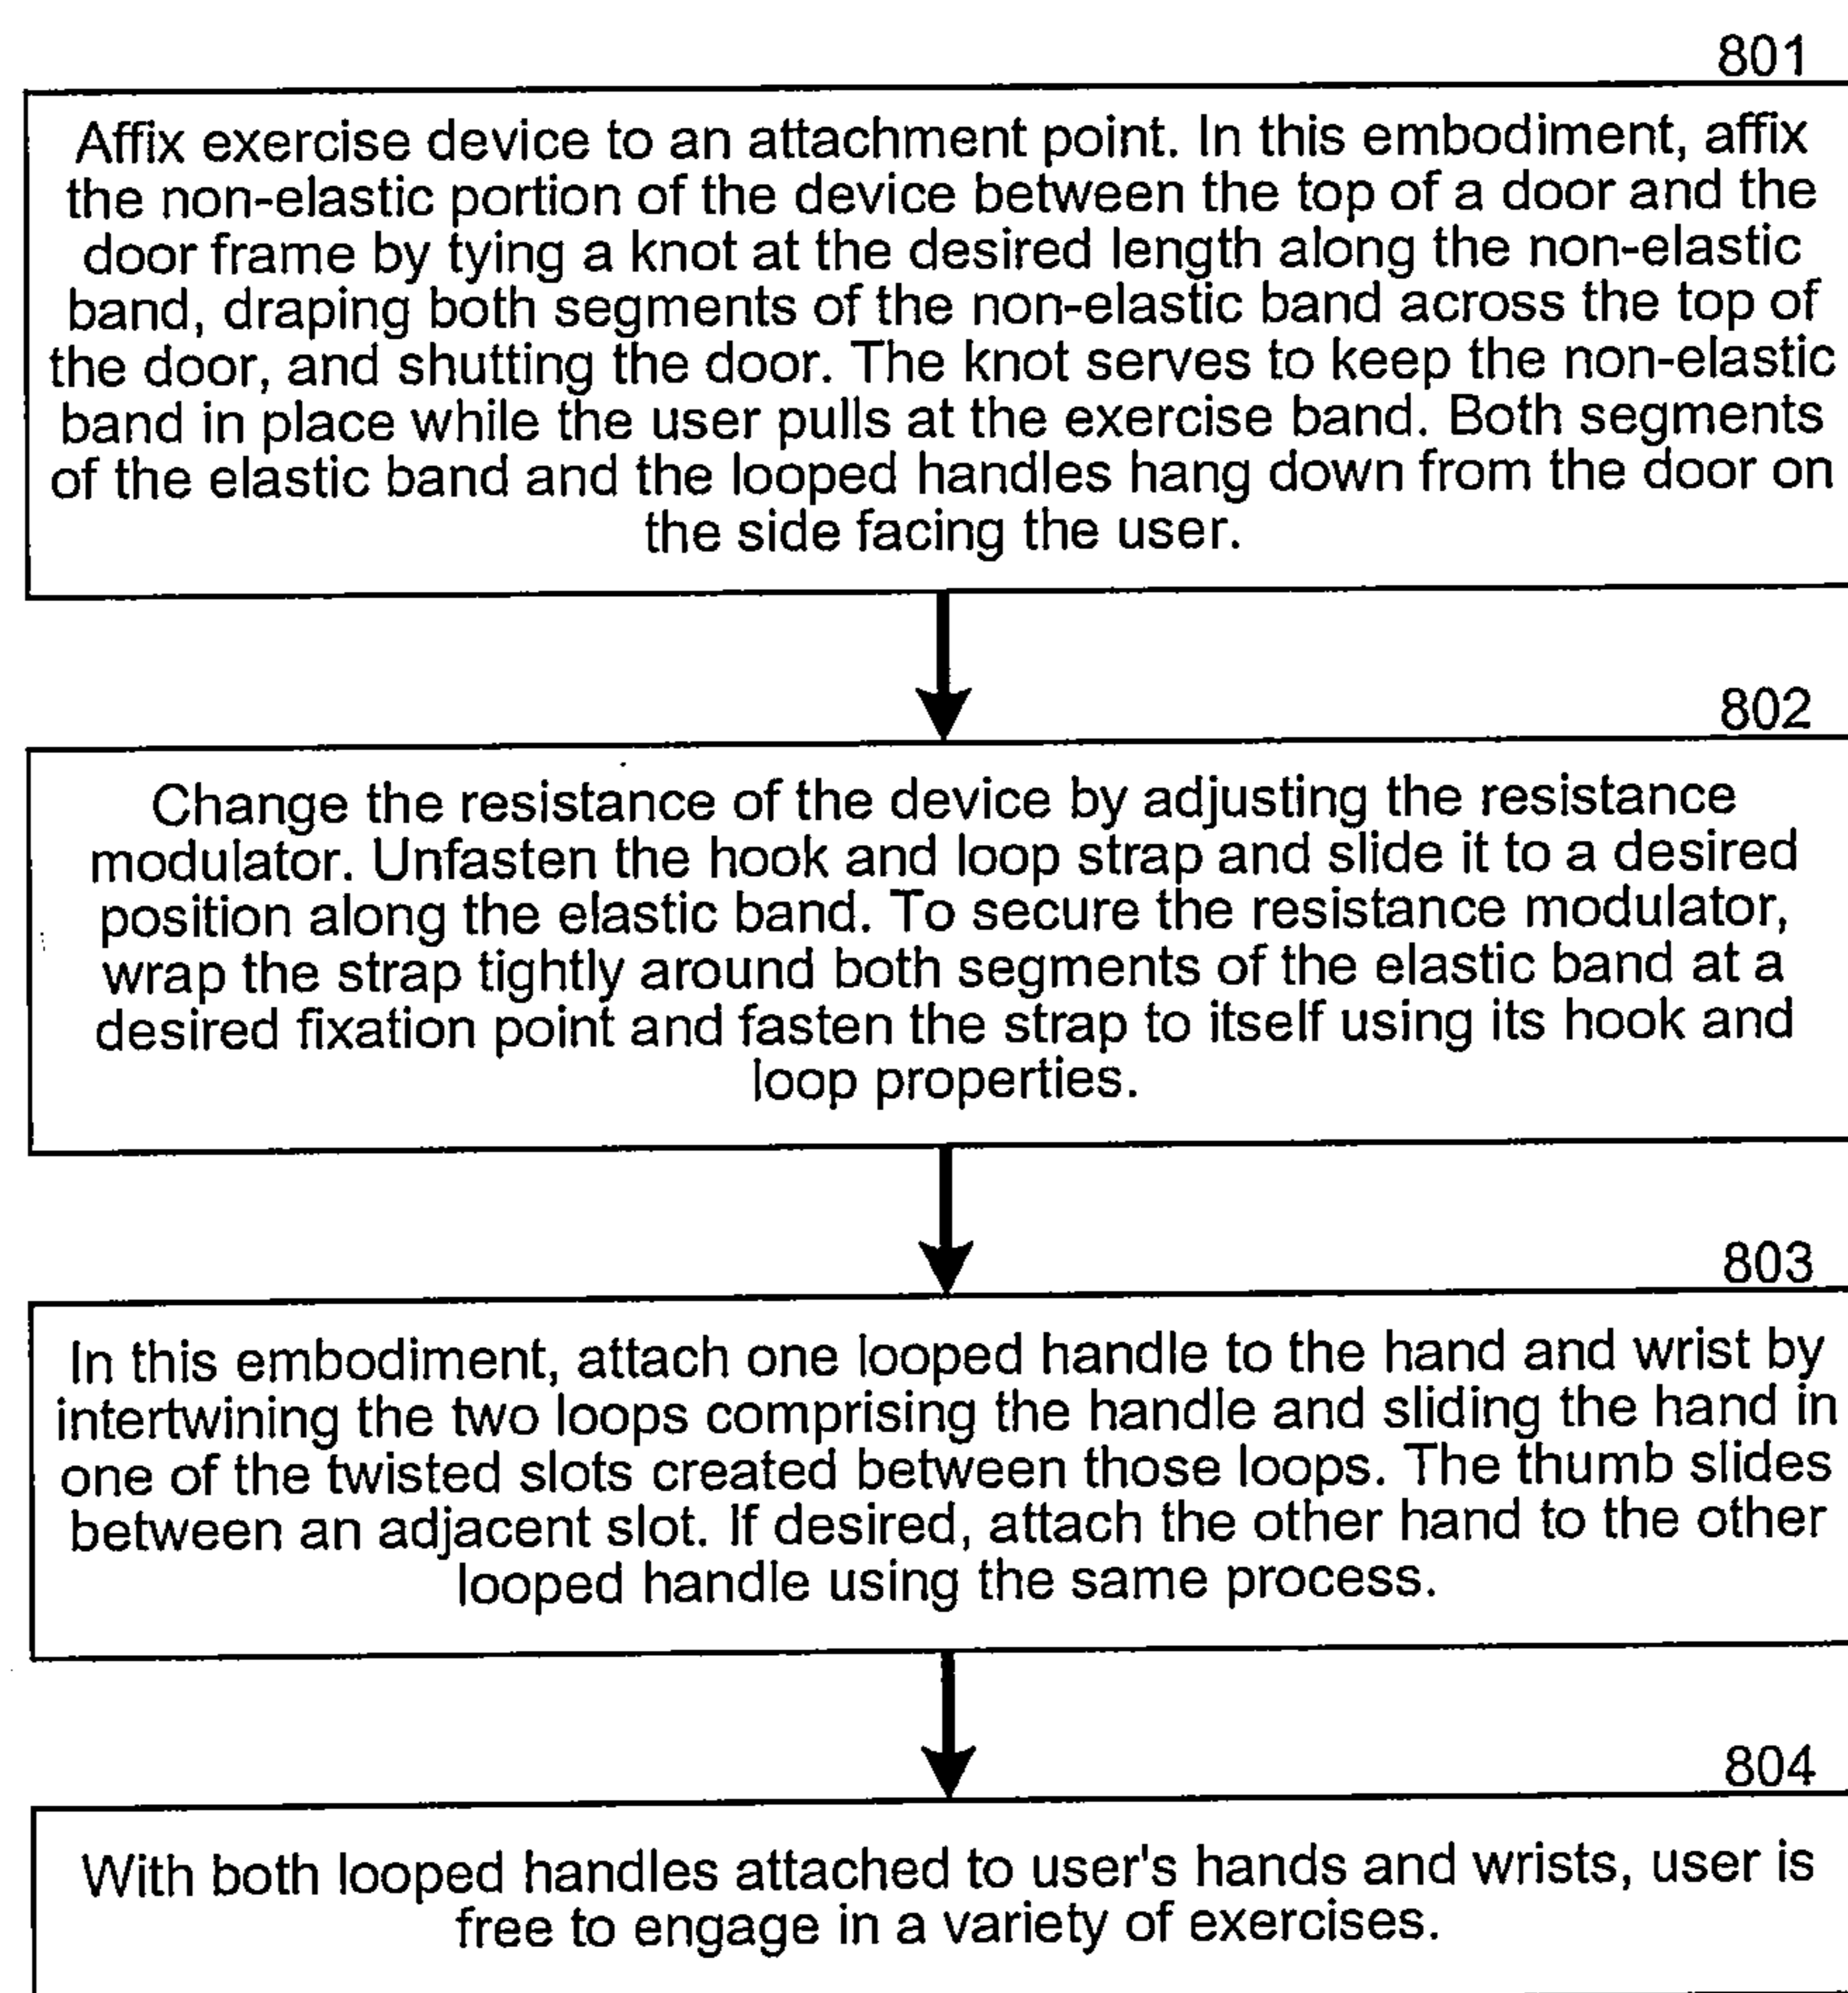 801
Affix exercise device to an attachment point. In this embodiment, affix
the non-elastic portion of the device between the top of a door and the
door frame by tying a knot at the desired length along the non-elastic
band, draping both segments of the non-elastic band across the top of
the door, and shutting the door. The knot serves to keep the non-elastic
band in place while the user pulls at the exercise band. Both segments
of the elastic band and the looped handles hang down from the door on
the side facing the user.
802
Change the resistance of the device by adjusting the resistance
modulator. Unfasten the hook and loop strap and slide it to a desired
position along the elastic band. To secure the resistance modulator,
wrap the strap tightly around both segments of the elastic band at a
desired fixation point and fasten the strap to itself using its hook and
loop properties.
803
In this embodiment, attach one looped handle to the hand and wrist by
intertwining the two loops comprising the handle and sliding the hand in
one of the twisted slots created between those loops. The thumb slides
between an adjacent slot. If desired, attach the other hand to the other
looped handle using the same process.
804
With both looped handles attached to user's hands and wrists, user is
free to engage in a variety of exercises.